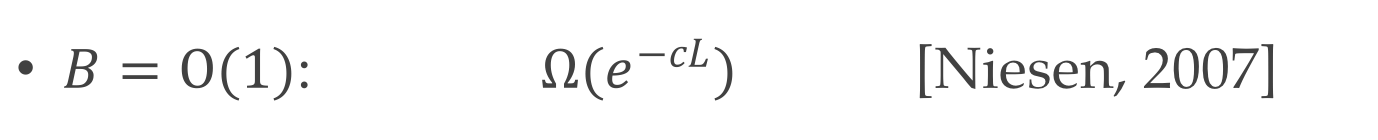 • B = O(1): Ω(e^{-cL}) [Niesen, 2007]